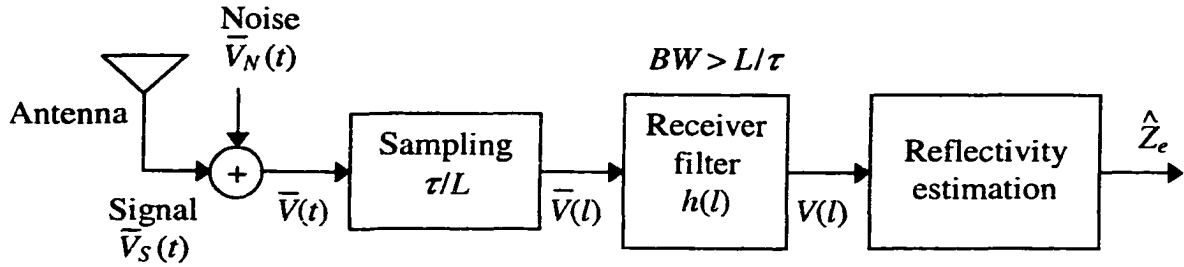 Noise
V̅_N(t)
BW > L/τ
Antenna
Sampling
τ/L
Receiver
filter
h(l)
Reflectivity
estimation
Ẑ_e
+
V̅(t)
V̅(l)
V(l)
Signal
V̅_S(t)